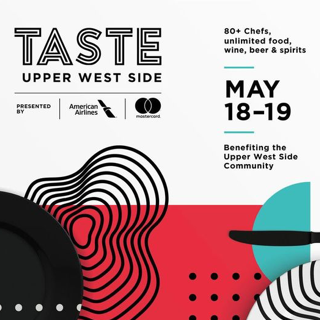 TASTE
UPPER WEST SIDE
PRESENTED
BY
American
Airlines
mastercard
80+ Chefs,
unlimited food,
wine, beer & spirits
MAY
18–19
Benefiting the
Upper West Side
Community